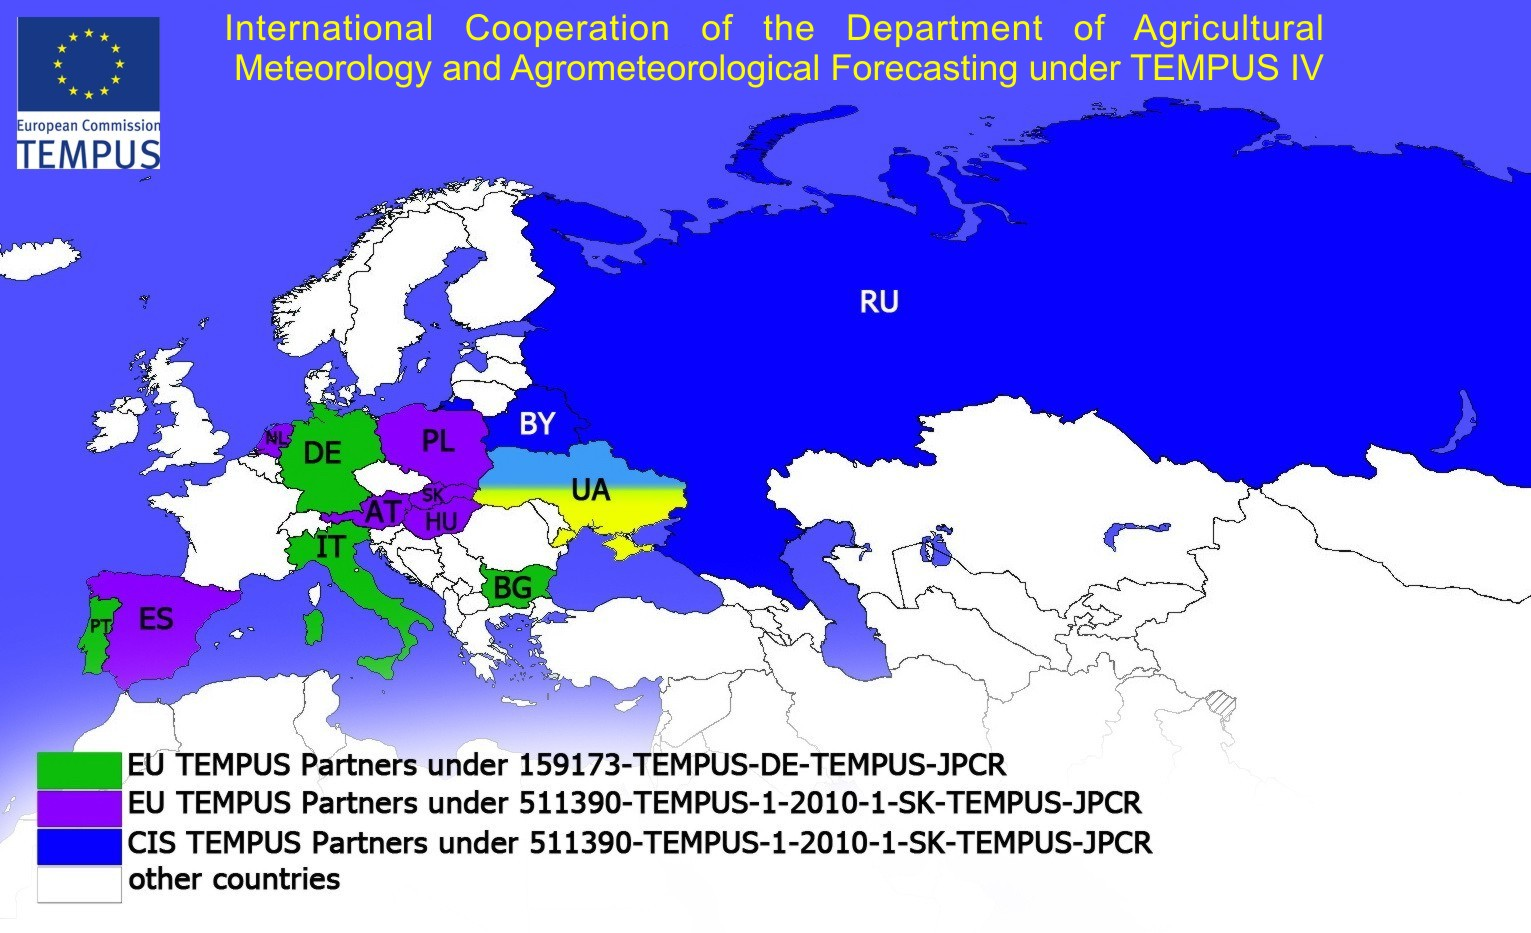 International Cooperation of the Department of Agricultural
Meteorology and Agrometeorological Forecasting under TEMPUS IV
European Commission
TEMPUS
RU
BY
NL
DE
PL
UA
SK
AT
HU
IT
BG
ES
PT
EU TEMPUS Partners under 159173-TEMPUS-DE-TEMPUS-JPCR
EU TEMPUS Partners under 511390-TEMPUS-1-2010-1-SK-TEMPUS-JPCR
CIS TEMPUS Partners under 511390-TEMPUS-1-2010-1-SK-TEMPUS-JPCR
other countries